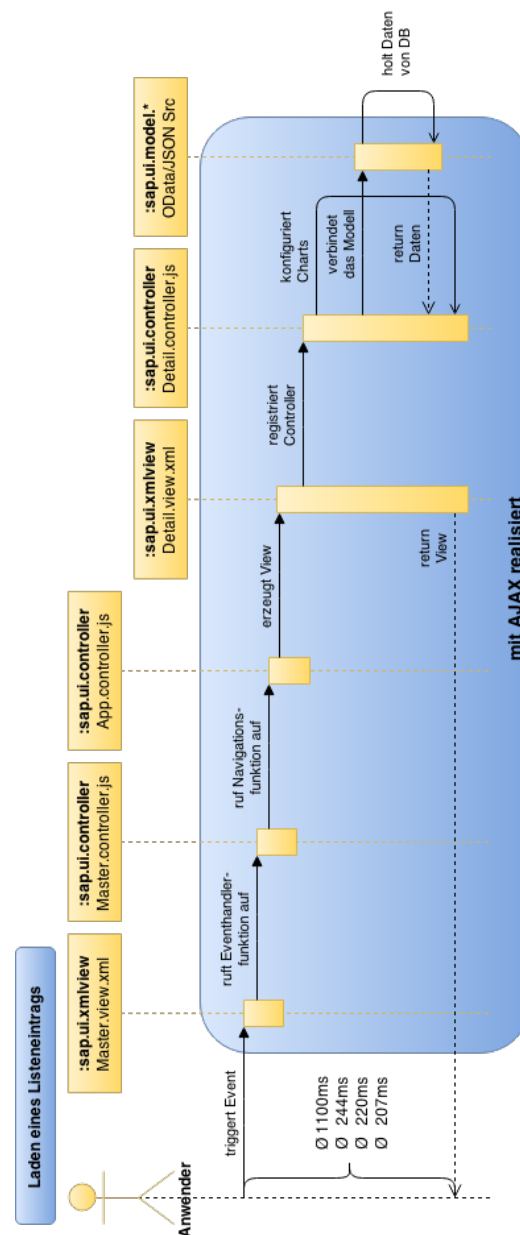 Laden eines Listeneintrags
Anwender
:sap.ui.xmlview
Master.view.xml
:sap.ui.controller
Master.controller.js
:sap.ui.controller
App.controller.js
:sap.ui.xmlview
Detail.view.xml
:sap.ui.controller
Detail.controller.js
:sap.ui.model.*
OData/JSON Src
triggert Event
ruft Eventhandler-
funktion auf
ruf Navigations-
funktion auf
erzeugt View
registriert
Controller
konfiguriert
Charts
verbindet
das Modell
holt Daten
von DB
return
Daten
return
View
Ø 1100ms
Ø 244ms
Ø 220ms
Ø 207ms
mit AJAX realisiert